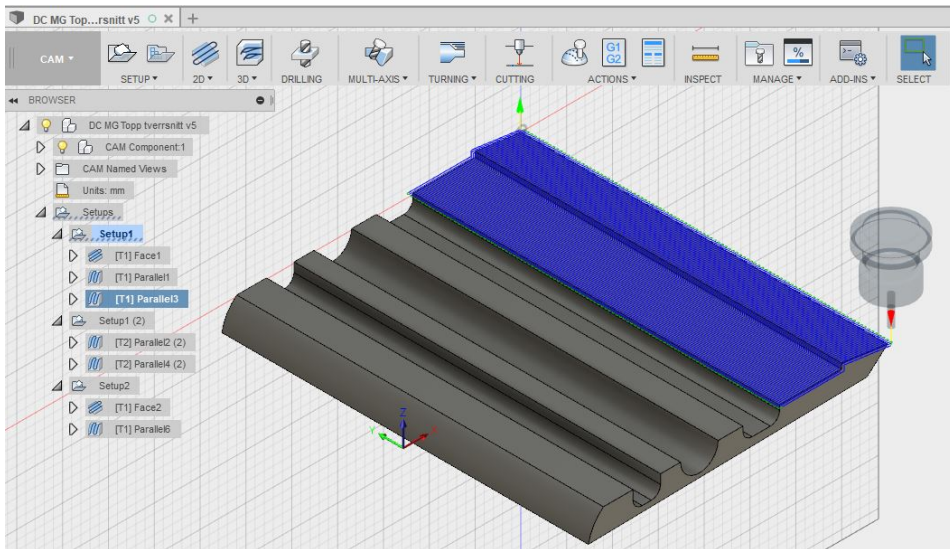 DC MG Top...rsnitt v5
CAM
SETUP
2D
3D
DRILLING
MULTI-AXIS
TURNING
CUTTING
G1
G2
ACTIONS
INSPECT
%
MANAGE
ADD-INS
SELECT
BROWSER
DC MG Topp tverrsnitt v5
CAM Component:1
CAM Named Views
Units: mm
Setups
Setup1
[T1] Face1
[T1] Parallel1
[T1] Parallel3
Setup1 (2)
[T2] Parallel2 (2)
[T2] Parallel4 (2)
Setup2
[T1] Face2
[T1] Parallel6
Z
Y
X